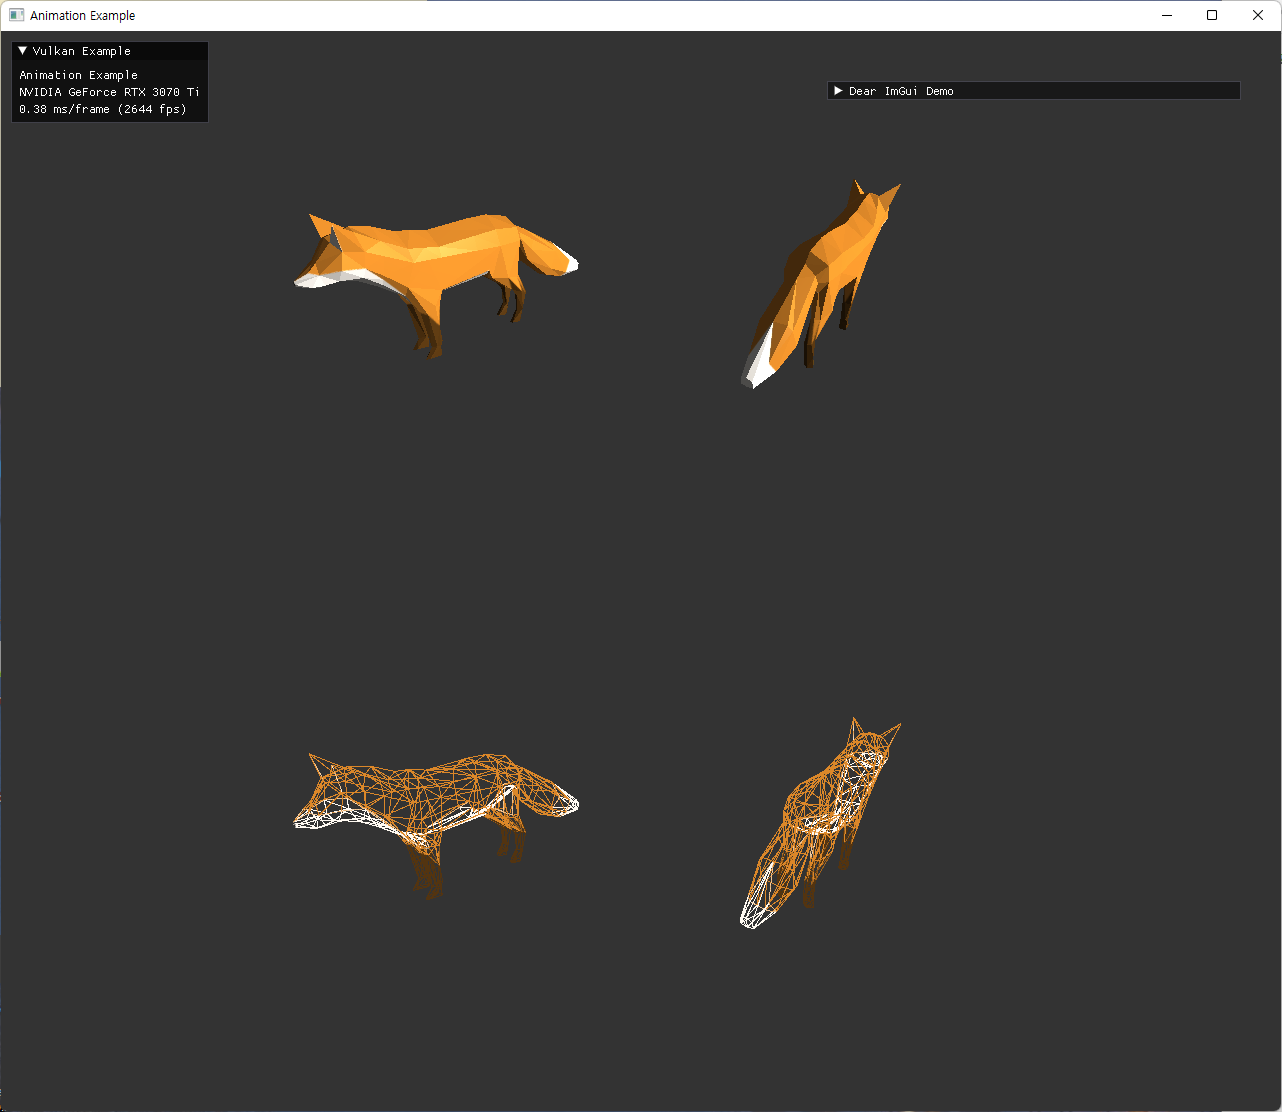 Animation Example
Vulkan Example
Animation Example
NVIDIA GeForce RTX 3070 Ti
0.38 ms/frame (2644 fps)
Dear ImGui Demo